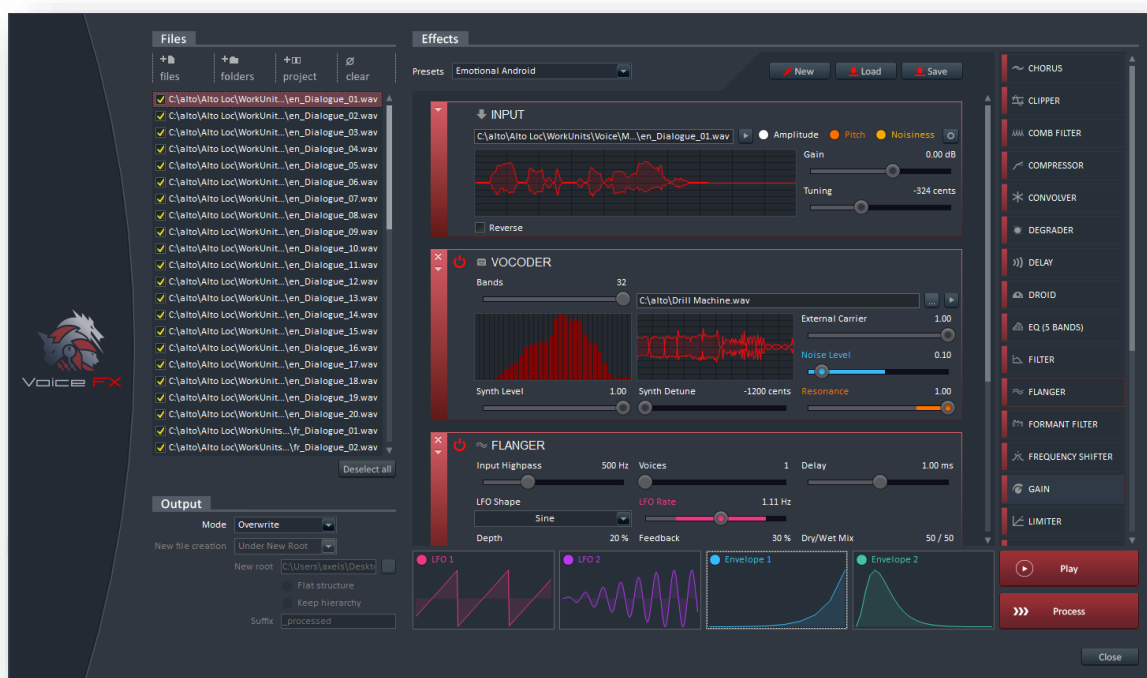 Voice FX
Files
+ files
+ folders
+ project
clear
C:\alto\Alto Loc\WorkUnit...\en_Dialogue_01.wav
C:\alto\Alto Loc\WorkUnit...\en_Dialogue_02.wav
C:\alto\Alto Loc\WorkUnit...\en_Dialogue_03.wav
C:\alto\Alto Loc\WorkUnit...\en_Dialogue_04.wav
C:\alto\Alto Loc\WorkUnit...\en_Dialogue_05.wav
C:\alto\Alto Loc\WorkUnit...\en_Dialogue_06.wav
C:\alto\Alto Loc\WorkUnit...\en_Dialogue_07.wav
C:\alto\Alto Loc\WorkUnit...\en_Dialogue_08.wav
C:\alto\Alto Loc\WorkUnit...\en_Dialogue_09.wav
C:\alto\Alto Loc\WorkUnit...\en_Dialogue_10.wav
C:\alto\Alto Loc\WorkUnit...\en_Dialogue_11.wav
C:\alto\Alto Loc\WorkUnit...\en_Dialogue_12.wav
C:\alto\Alto Loc\WorkUnit...\en_Dialogue_13.wav
C:\alto\Alto Loc\WorkUnit...\en_Dialogue_14.wav
C:\alto\Alto Loc\WorkUnit...\en_Dialogue_15.wav
C:\alto\Alto Loc\WorkUnit...\en_Dialogue_16.wav
C:\alto\Alto Loc\WorkUnit...\en_Dialogue_17.wav
C:\alto\Alto Loc\WorkUnit...\en_Dialogue_18.wav
C:\alto\Alto Loc\WorkUnit...\en_Dialogue_19.wav
C:\alto\Alto Loc\WorkUnit...\en_Dialogue_20.wav
C:\alto\Alto Loc\WorkUnits...\fr_Dialogue_01.wav
C:\alto\Alto Loc\WorkUnits...\fr_Dialogue_02.wav
Deselect all
Output
Mode Overwrite
New file creation Under New Root
New root C:\Users\axels\Deskt
Flat structure
Keep hierarchy
Suffix _processed
Effects
Presets Emotional Android
New Load Save
INPUT
C:\alto\Alto Loc\WorkUnits\Voice\M...\en_Dialogue_01.wav Amplitude Pitch Noisiness
Gain 0.00 dB
Tuning -324 cents
Reverse
VOCODER
Bands 32
C:\alto\Drill Machine.wav ...
External Carrier 1.00
Noise Level 0.10
Synth Level 1.00 Synth Detune -1200 cents Resonance 1.00
FLANGER
Input Highpass 500 Hz Voices 1 Delay 1.00 ms
LFO Shape LFO Rate 1.11 Hz
Sine
Depth 20 % Feedback 30 % Dry/Wet Mix 50 / 50
LFO 1 LFO 2 Envelope 1 Envelope 2
CHORUS
CLIPPER
COMB FILTER
COMPRESSOR
CONVOLVER
DEGRADER
DELAY
DROID
EQ (5 BANDS)
FILTER
FLANGER
FORMANT FILTER
FREQUENCY SHIFTER
GAIN
LIMITER
Play
Process
Close